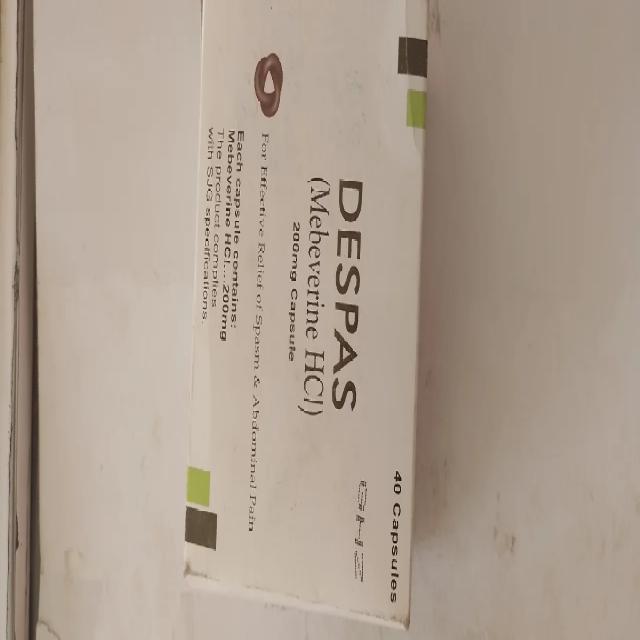 40 Capsules
DESPAS
(Mebeverine HCl)
200mg Capsule
For Effective Relief of Spasm & Abdominal Pain
Each capsule contains:
Mebeverine HCl....200mg
The product complies
with SJG specifications.